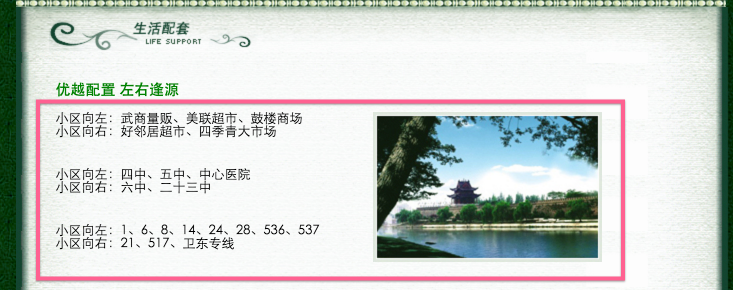 生活配套
LIFE SUPPORT
优越配置 左右逢源
小区向左：武商量贩、美联超市、鼓楼商场
小区向右：好邻居超市、四季青大市场
小区向左：四中、五中、中心医院
小区向右：六中、二十三中
小区向左：1、6、8、14、24、28、536、537
小区向右：21、517、卫东专线